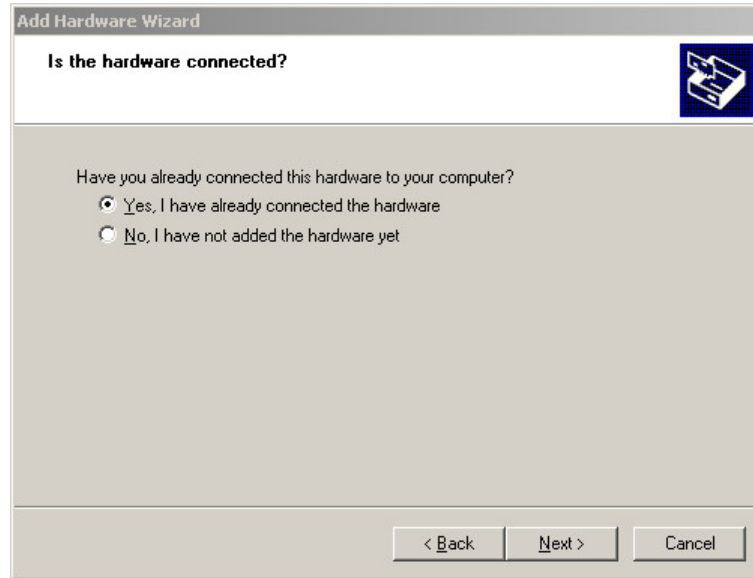 Add Hardware Wizard
Is the hardware connected?
Have you already connected this hardware to your computer?
Yes, I have already connected the hardware
No, I have not added the hardware yet
< Back
Next >
Cancel